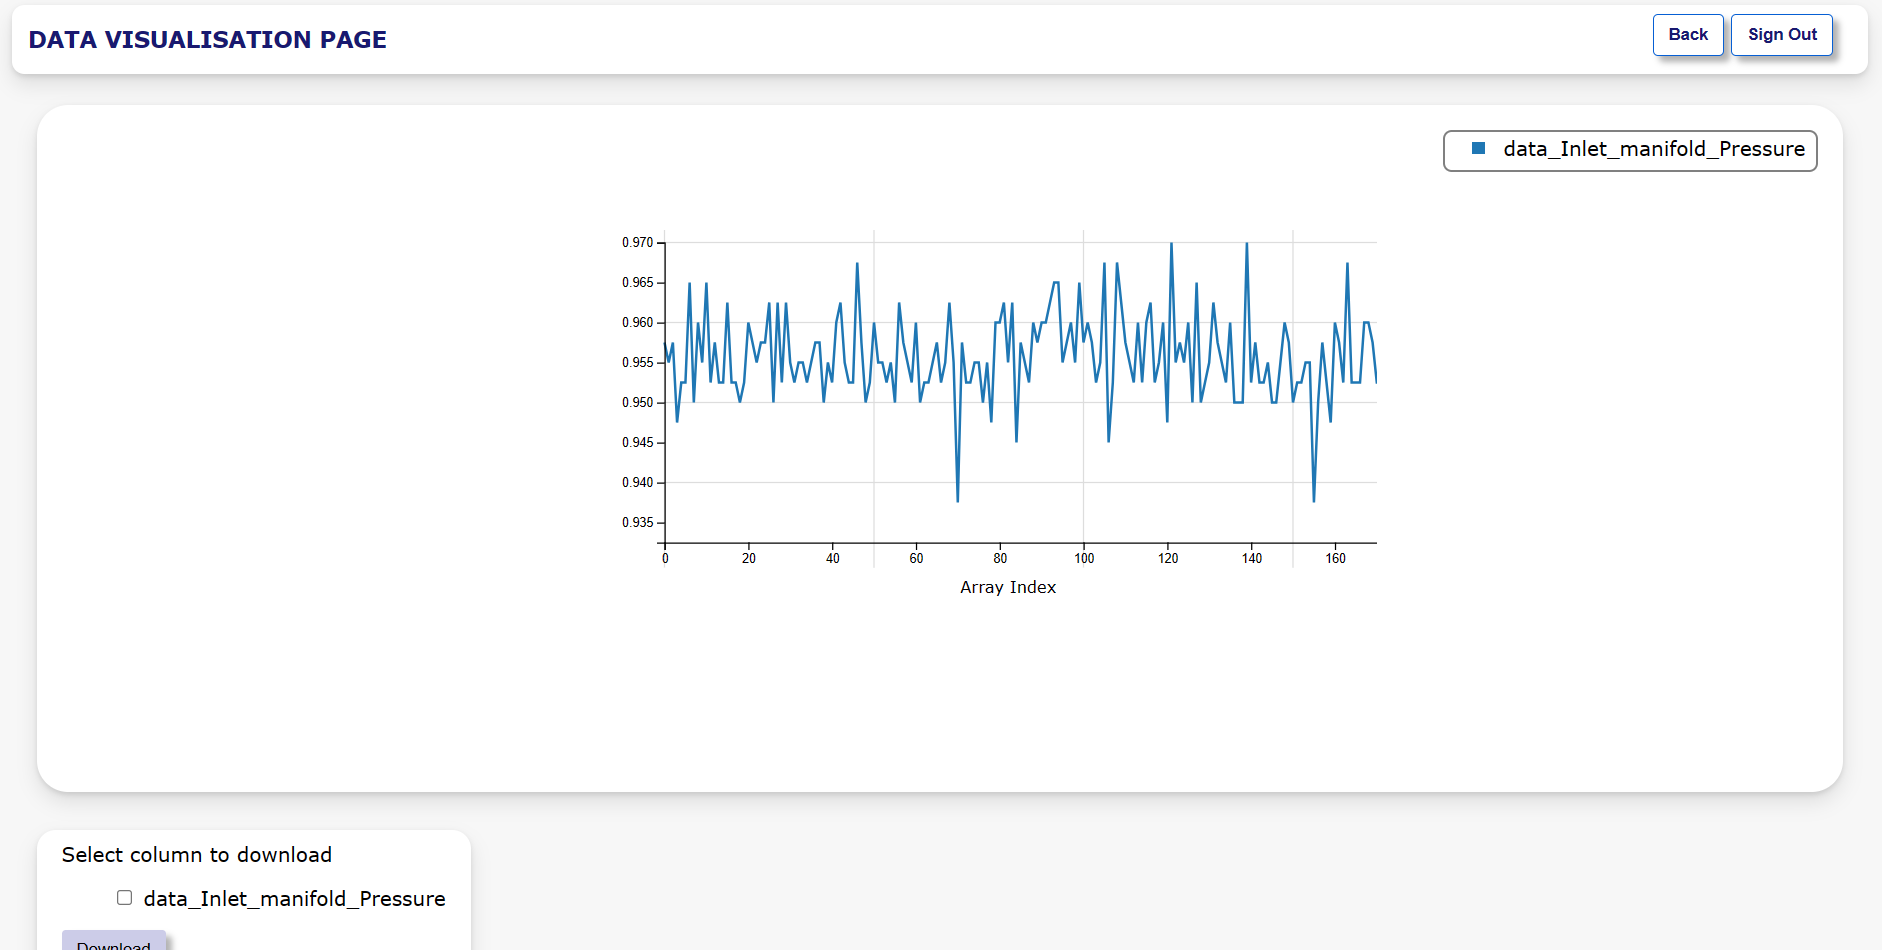 DATA VISUALISATION PAGE
Back
Sign Out
data_Inlet_manifold_Pressure
0.970
0.965
0.960
0.955
0.950
0.945
0.940
0.935
0 20 40 60 80 100 120 140 160
Array Index
Select column to download
data_Inlet_manifold_Pressure
Download